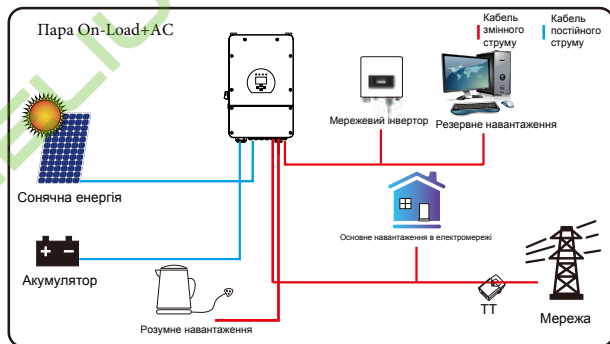 Пара On-Load+AC
Кабель
змінного
струму
Кабель
постійного
струму
Мережевий інвертор
Резервне навантаження
Сонячна енергія
Основне навантаження в електромережі
Акумулятор
Розумне навантаження
ТТ
Мережа